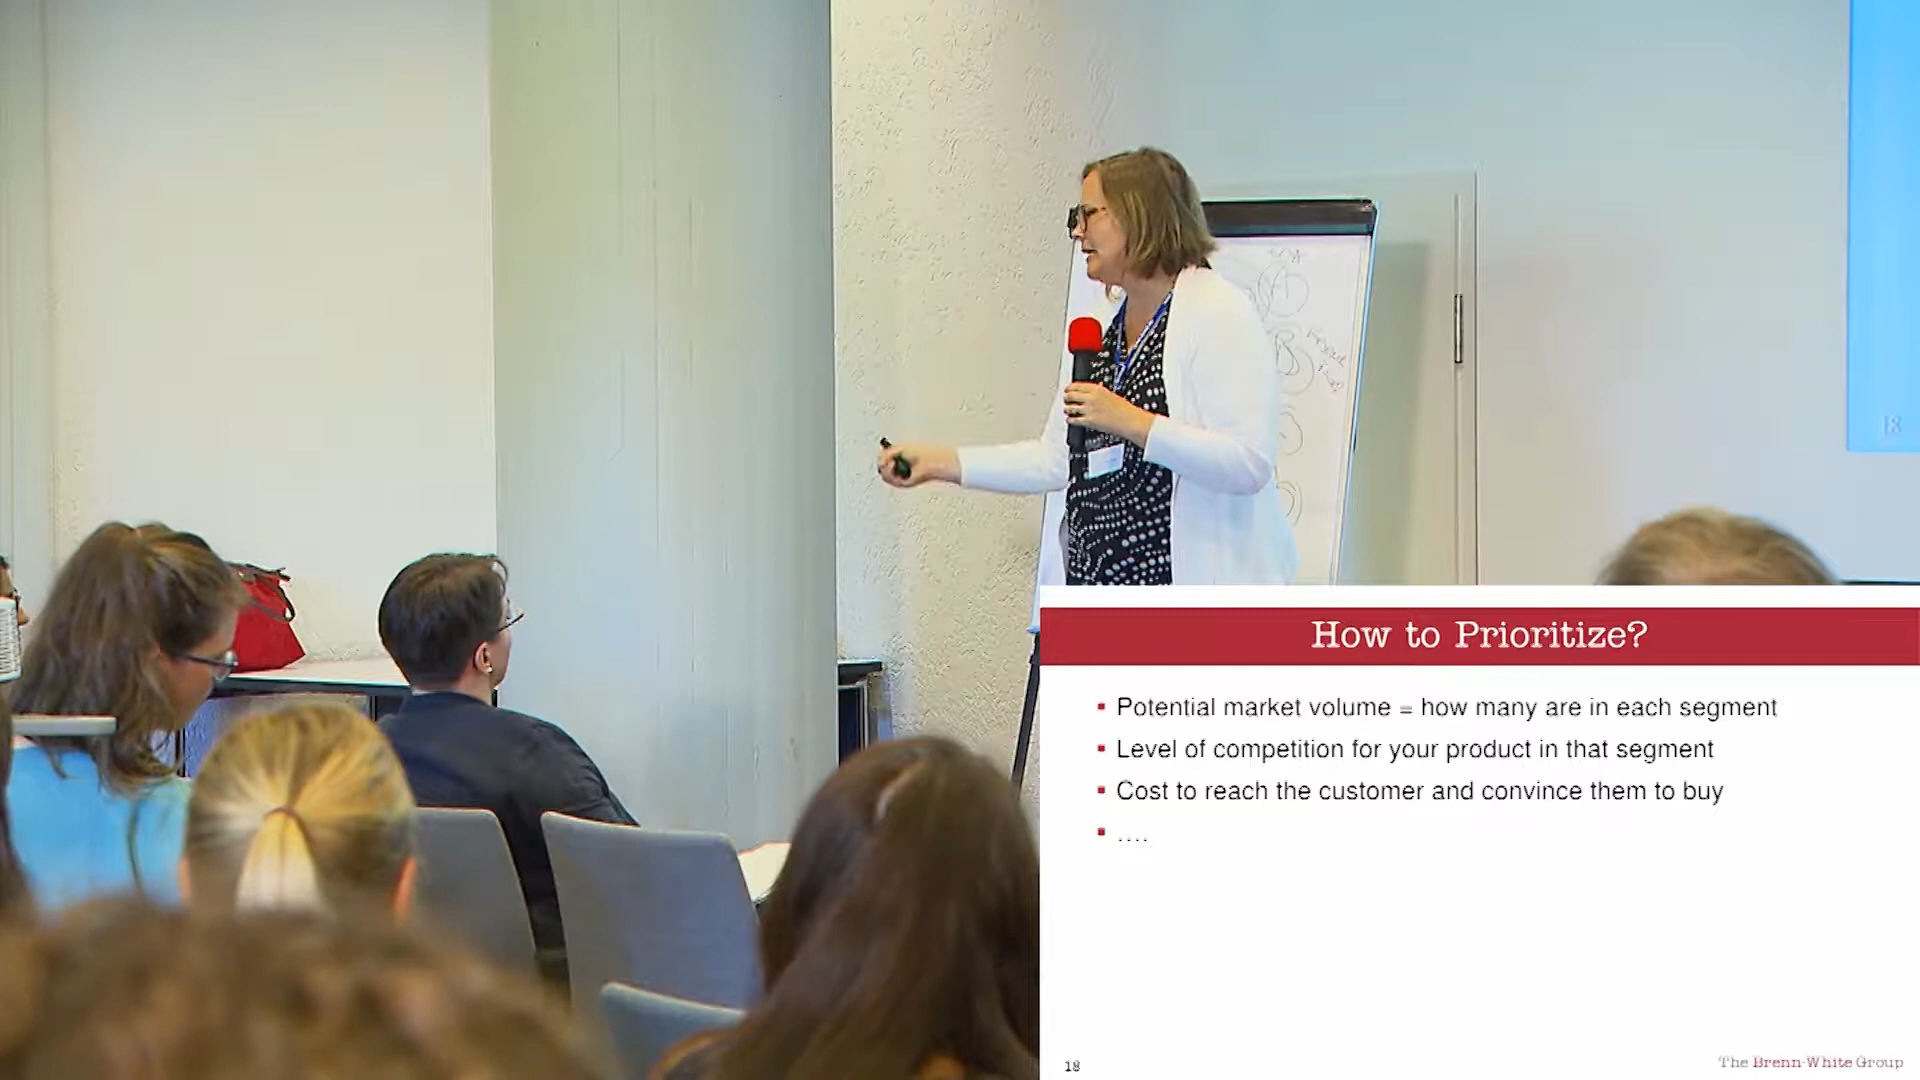 How to Prioritize?
Potential market volume = how many are in each segment
Level of competition for your product in that segment
Cost to reach the customer and convince them to buy
....
18
The Brenn-White Group
18